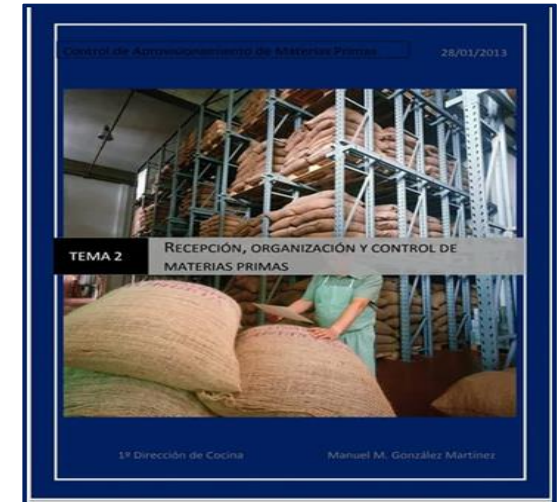 Control de Aprovisionamiento de Materias Primas
28/01/2013
TEMA 2
RECEPCIÓN, ORGANIZACIÓN Y CONTROL DE
MATERIAS PRIMAS
1º Dirección de Cocina
Manuel M. González Martínez